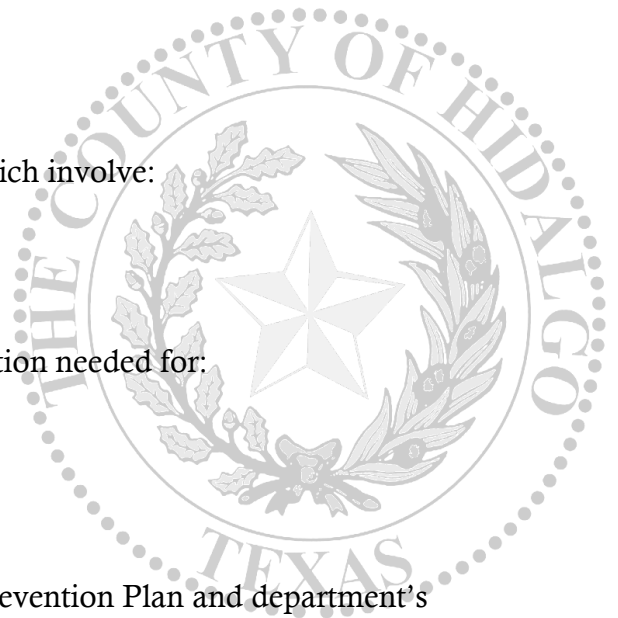 THE COUNTY OF HIDALGO
ich involve:
tion needed for:
TEXAS
evention Plan and department's